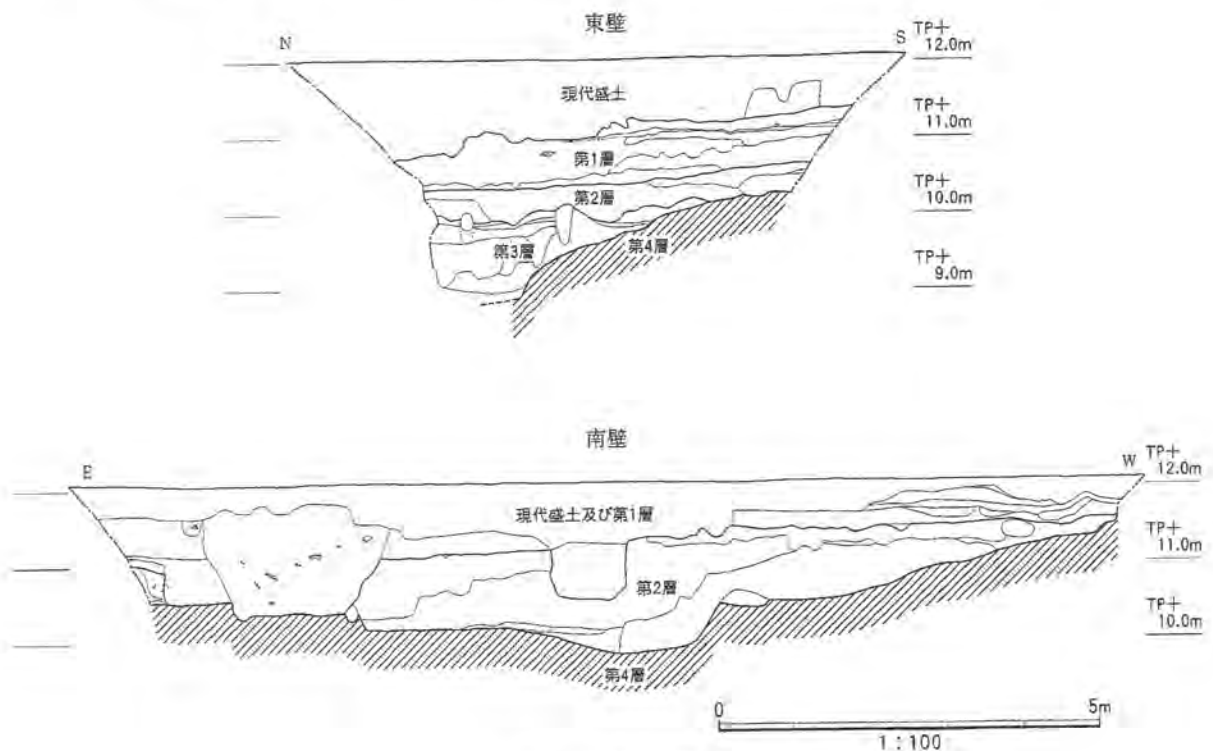 東壁
N
S
TP+
12.0m
現代盛土
TP+
11.0m
第1層
TP+
10.0m
第2層
第3層
第4層
TP+
9.0m
南壁
E
W
TP+
12.0m
現代盛土及び第1層
TP+
11.0m
第2層
TP+
10.0m
第4層
0
5m
1:100